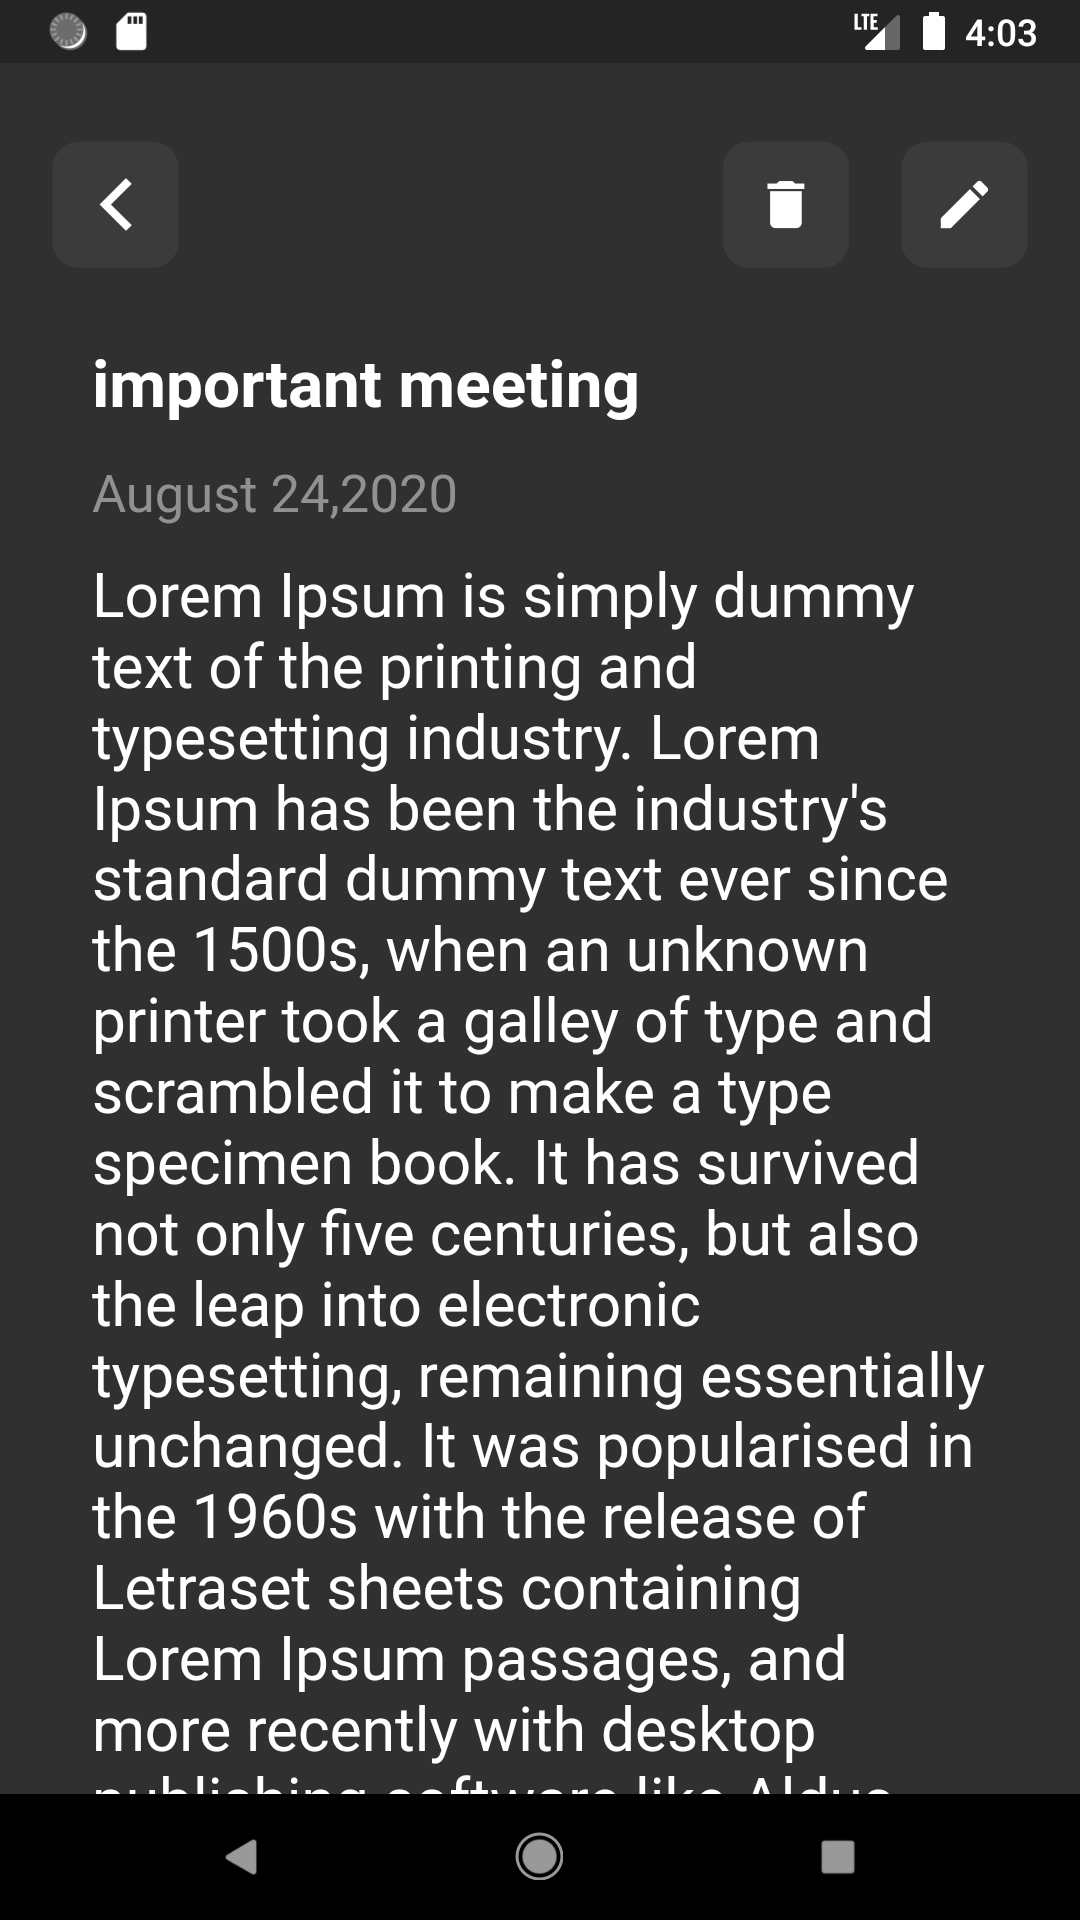 LTE 4:03
important meeting
August 24,2020
Lorem Ipsum is simply dummy
text of the printing and
typesetting industry. Lorem
Ipsum has been the industry's
standard dummy text ever since
the 1500s, when an unknown
printer took a galley of type and
scrambled it to make a type
specimen book. It has survived
not only five centuries, but also
the leap into electronic
typesetting, remaining essentially
unchanged. It was popularised in
the 1960s with the release of
Letraset sheets containing
Lorem Ipsum passages, and
more recently with desktop
publishing software like Aldus